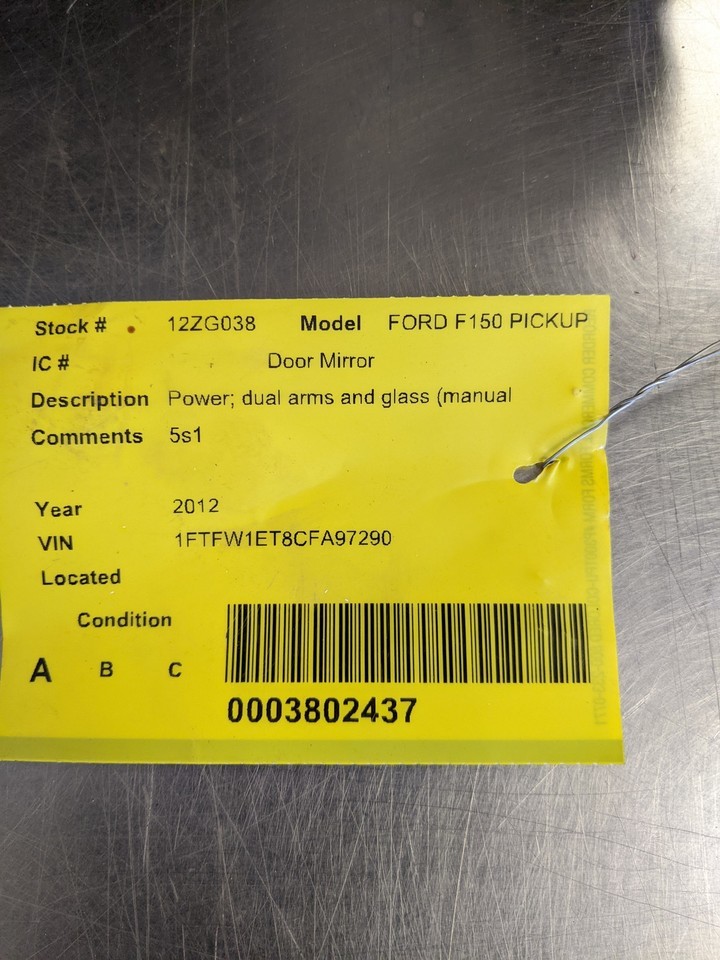 Stock # 12ZG038 Model FORD F150 PICKUP
IC # Door Mirror
Description Power; dual arms and glass (manual
Comments 5s1
Year 2012
VIN 1FTFW1ET8CFA97290
Located
Condition
A B C
0003802437